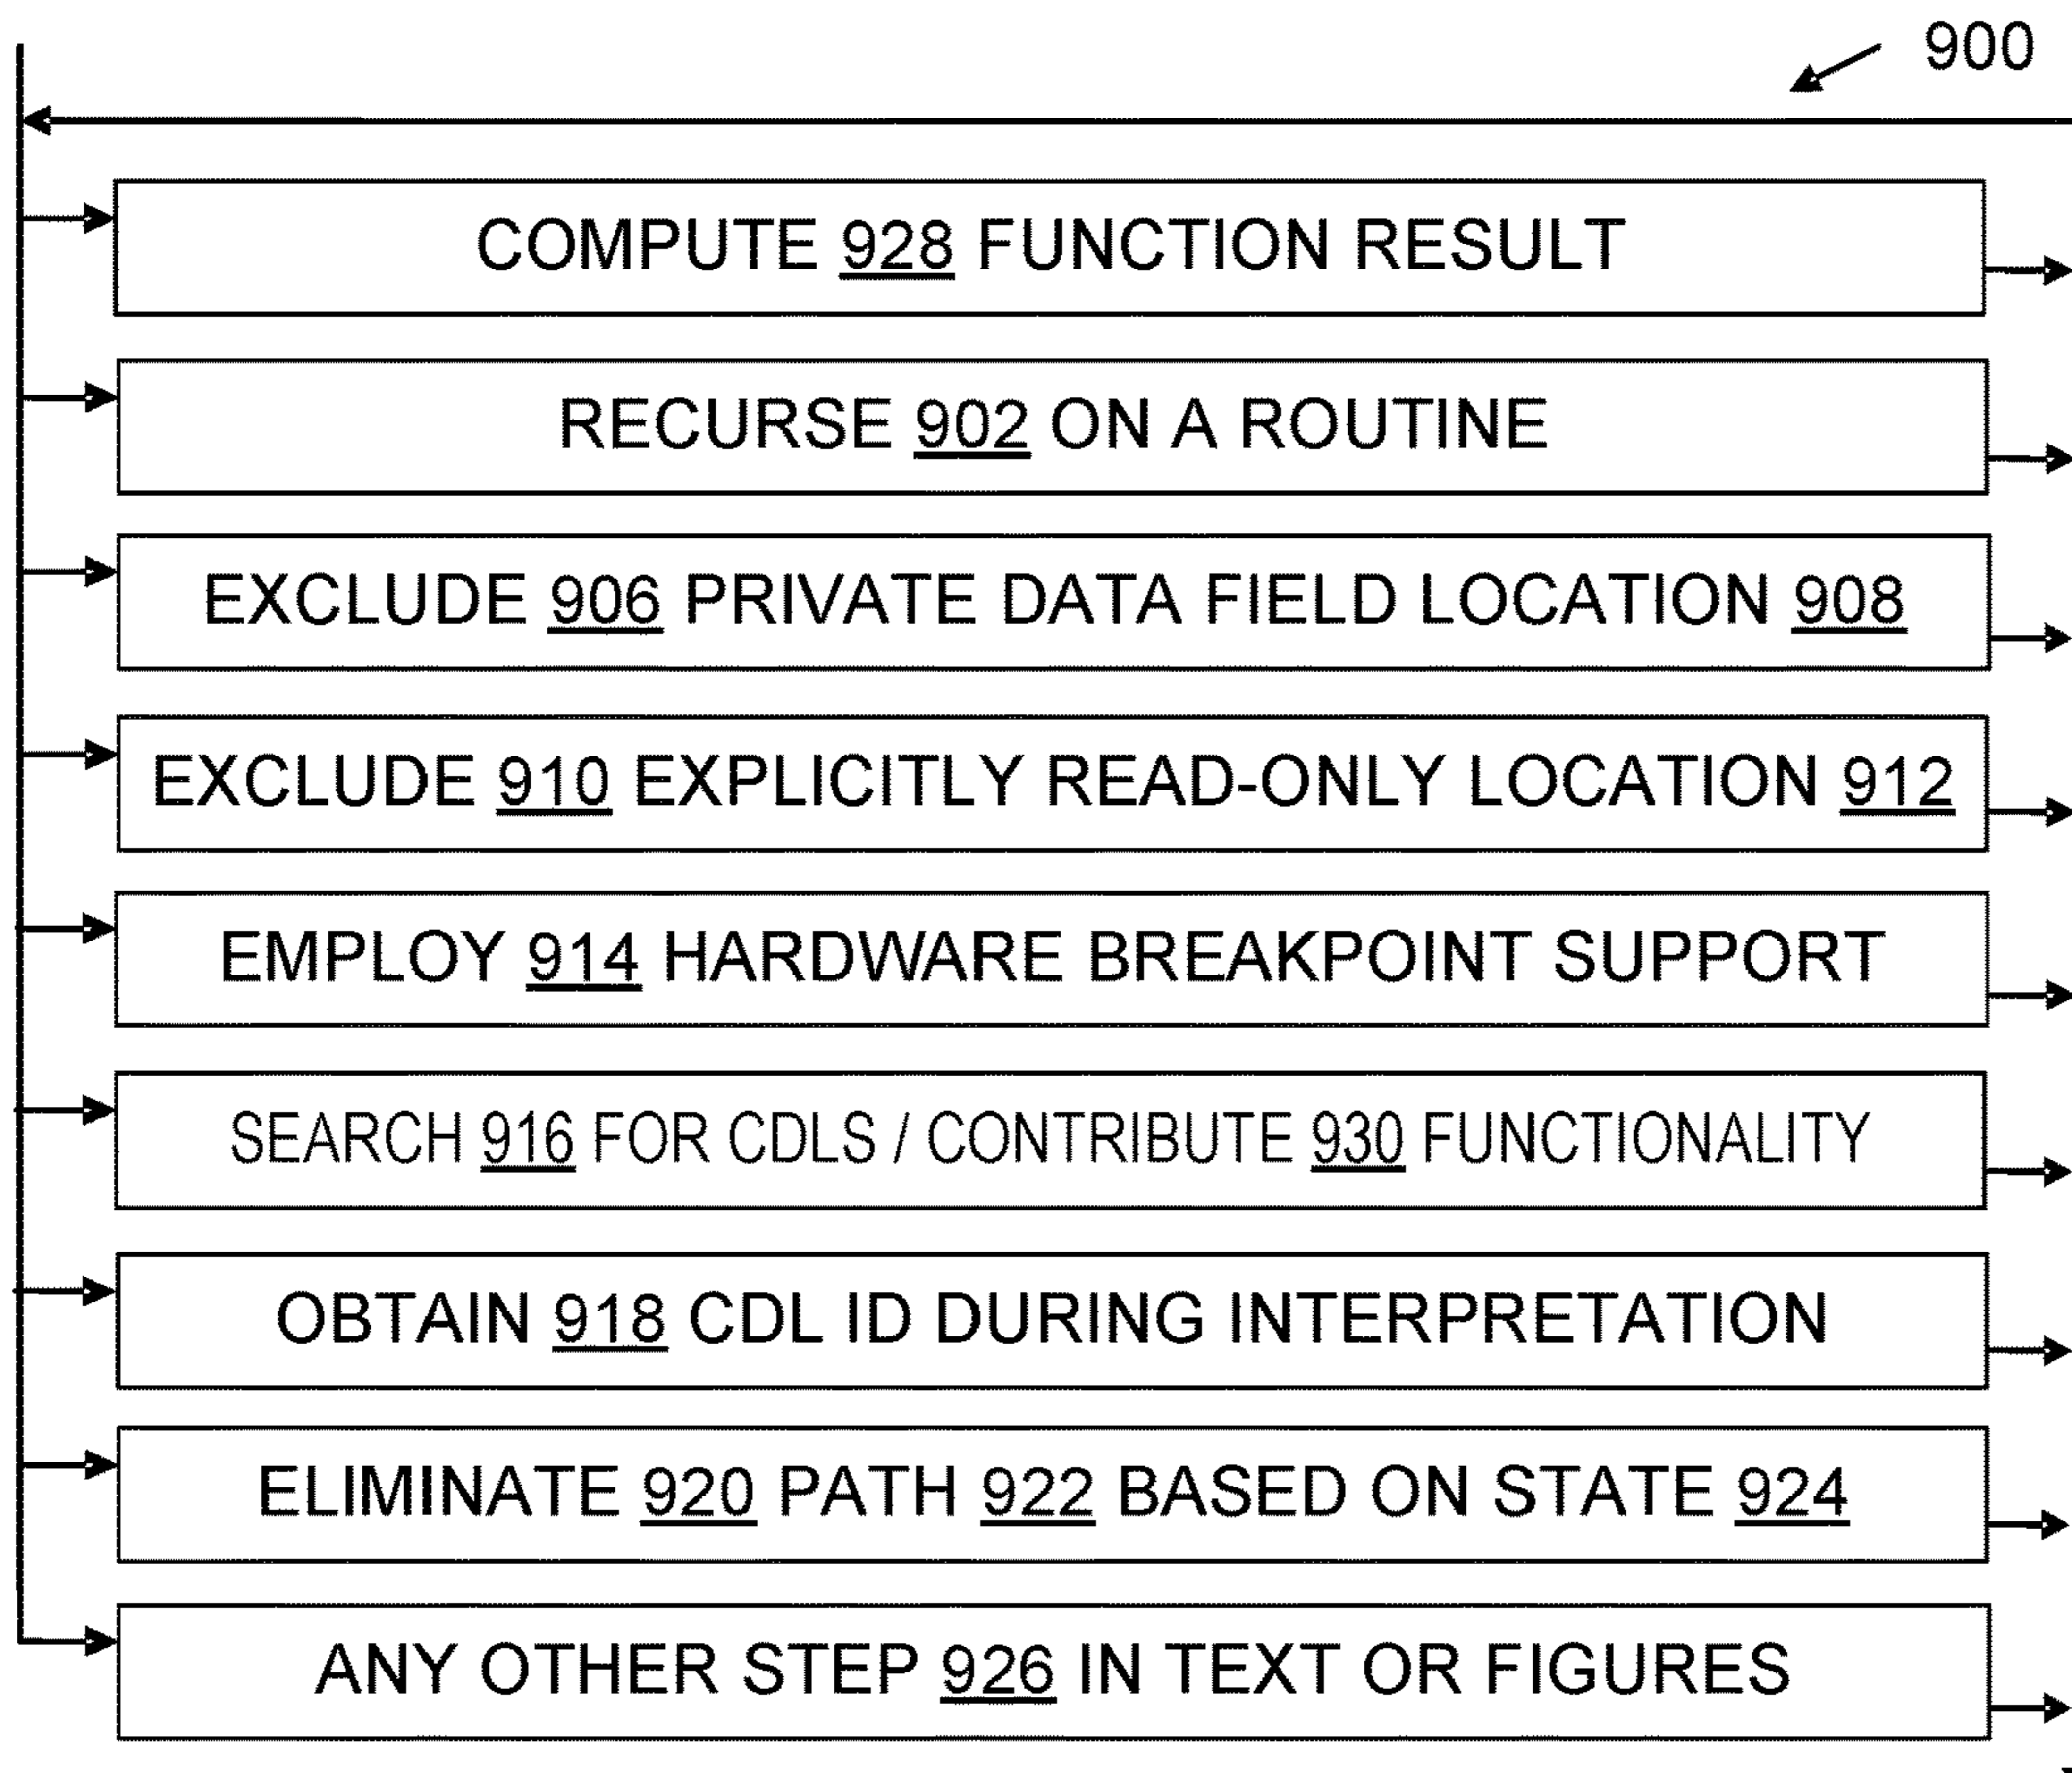 900
COMPUTE 928 FUNCTION RESULT
RECURSE 902 ON A ROUTINE
EXCLUDE 906 PRIVATE DATA FIELD LOCATION 908
EXCLUDE 910 EXPLICITLY READ-ONLY LOCATION 912
EMPLOY 914 HARDWARE BREAKPOINT SUPPORT
SEARCH 916 FOR CDLS / CONTRIBUTE 930 FUNCTIONALITY
OBTAIN 918 CDL ID DURING INTERPRETATION
ELIMINATE 920 PATH 922 BASED ON STATE 924
ANY OTHER STEP 926 IN TEXT OR FIGURES